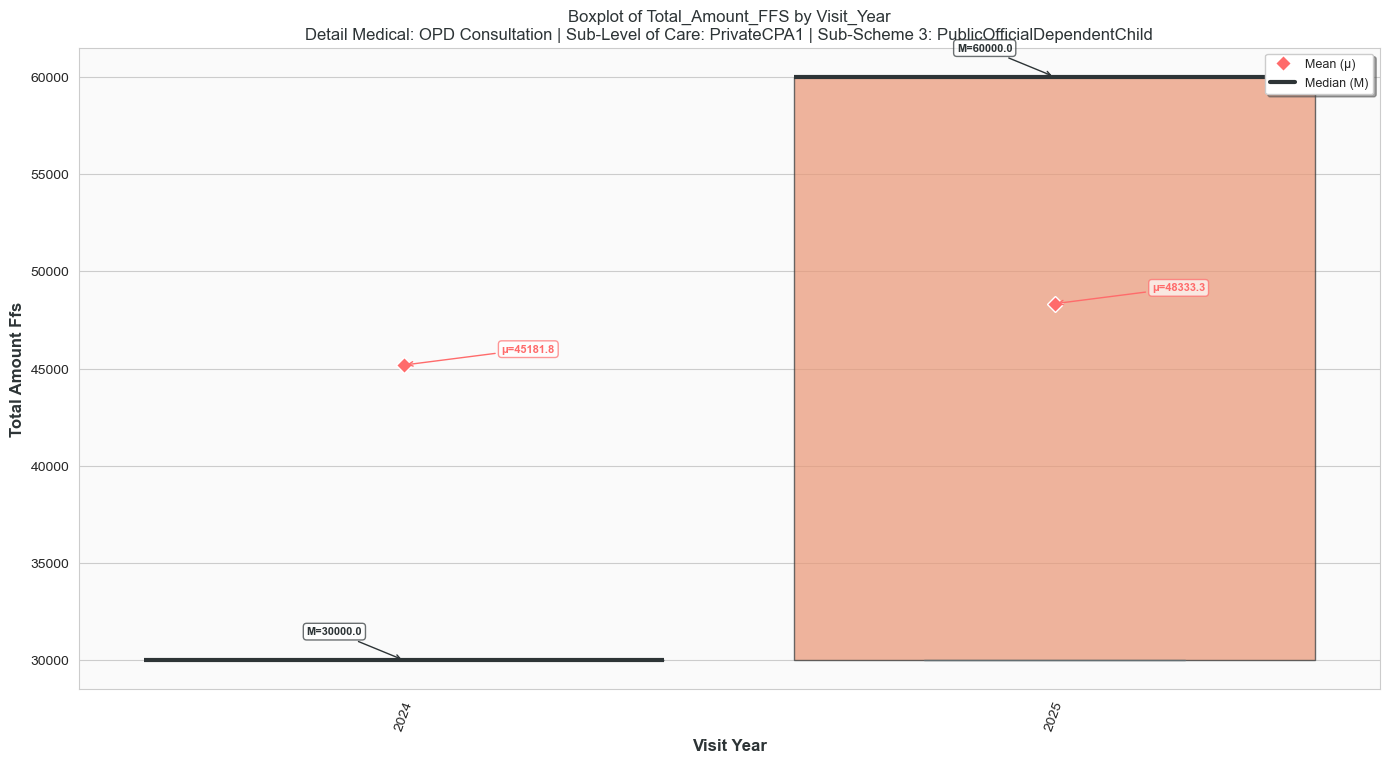 Boxplot of Total_Amount_FFS by Visit_Year
Detail Medical: OPD Consultation | Sub-Level of Care: PrivateCPA1 | Sub-Scheme 3: PublicOfficialDependentChild
M=60000.0
Mean (μ)
Median (M)
60000
55000
50000
45000
40000
35000
30000
Total Amount Ffs
μ=48333.3
μ=45181.8
M=30000.0
2024
2025
Visit Year